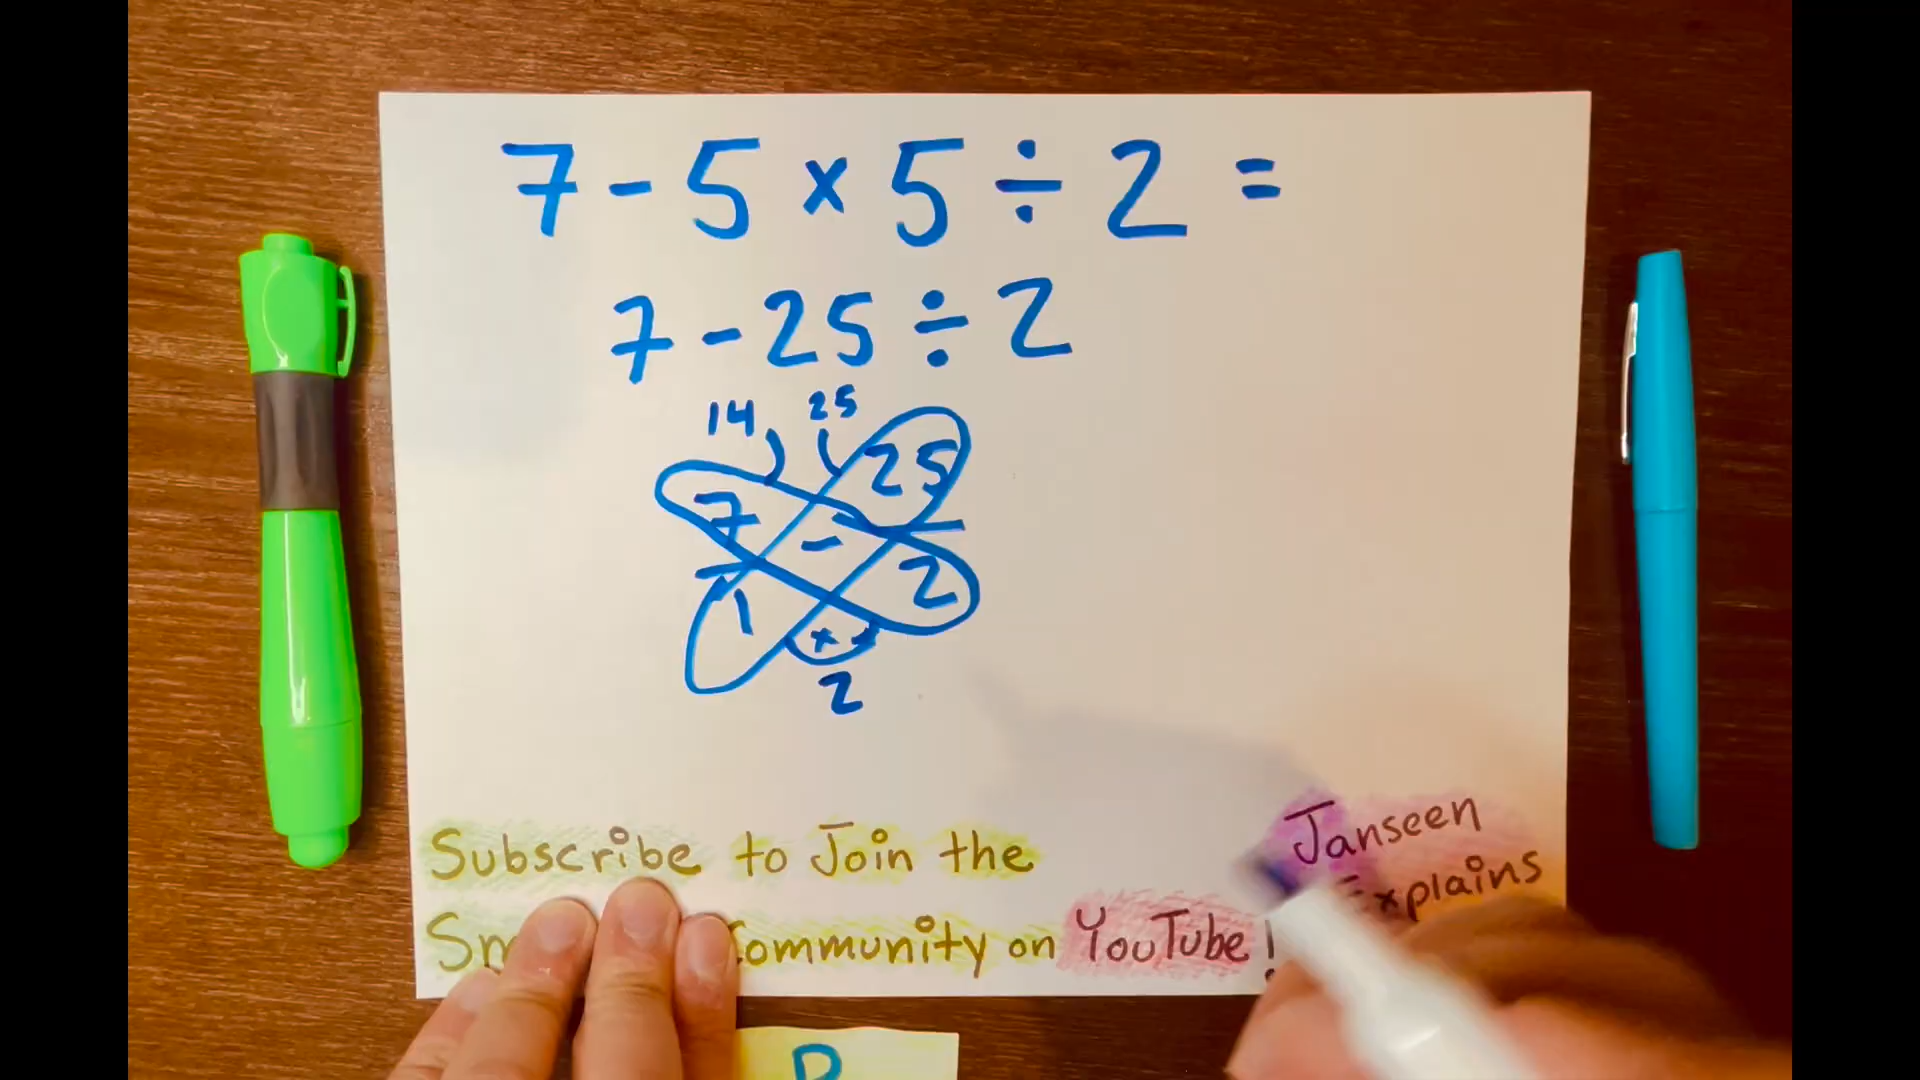 7 - 5 × 5 ÷ 2 =
7 - 25 ÷ 2
14 25
7 - 25
1 2
×
2
Subscribe to Join the
Community on YouTube!
Janseen
Explains